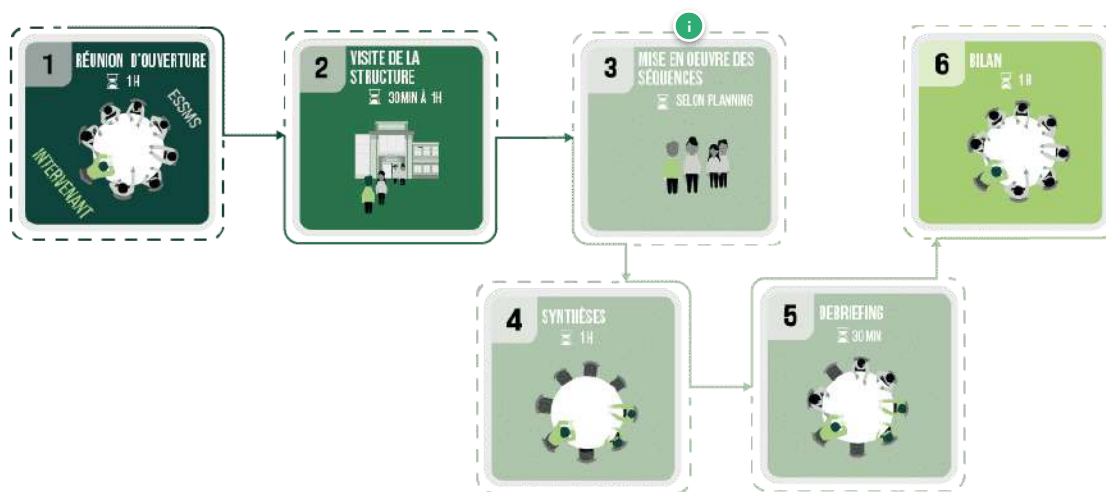 1
RÉUNION D'OUVERTURE
1H
ESSMS
INTERVENANT
2
VISITE DE LA
STRUCTURE
30MIN À 1H
i
3
MISE EN OEUVRE DES
SÉQUENCES
SELON PLANNING
4
SYNTHÈSES
1H
5
DEBRIEFING
30 MIN
6
BILAN
1H